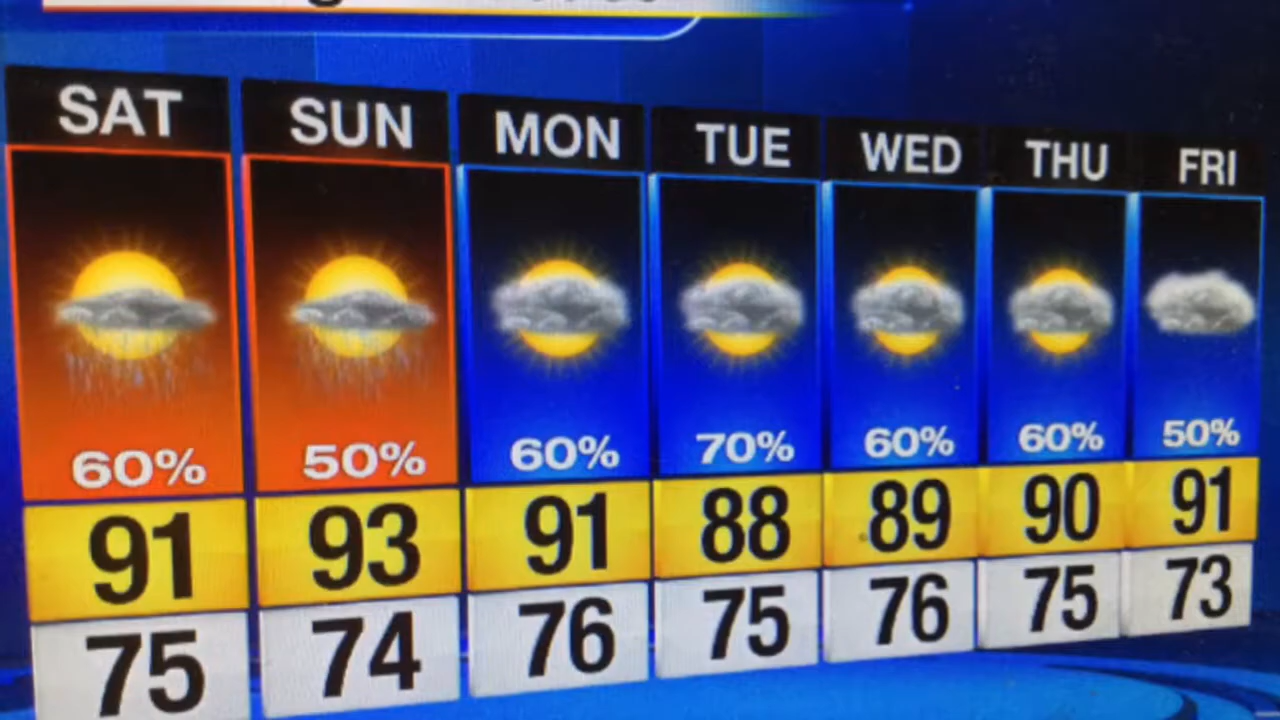 SAT SUN MON TUE WED THU FRI
60% 50% 60% 70% 60% 60% 50%
91 93 91 88 89 90 91
75 74 76 75 76 75 73